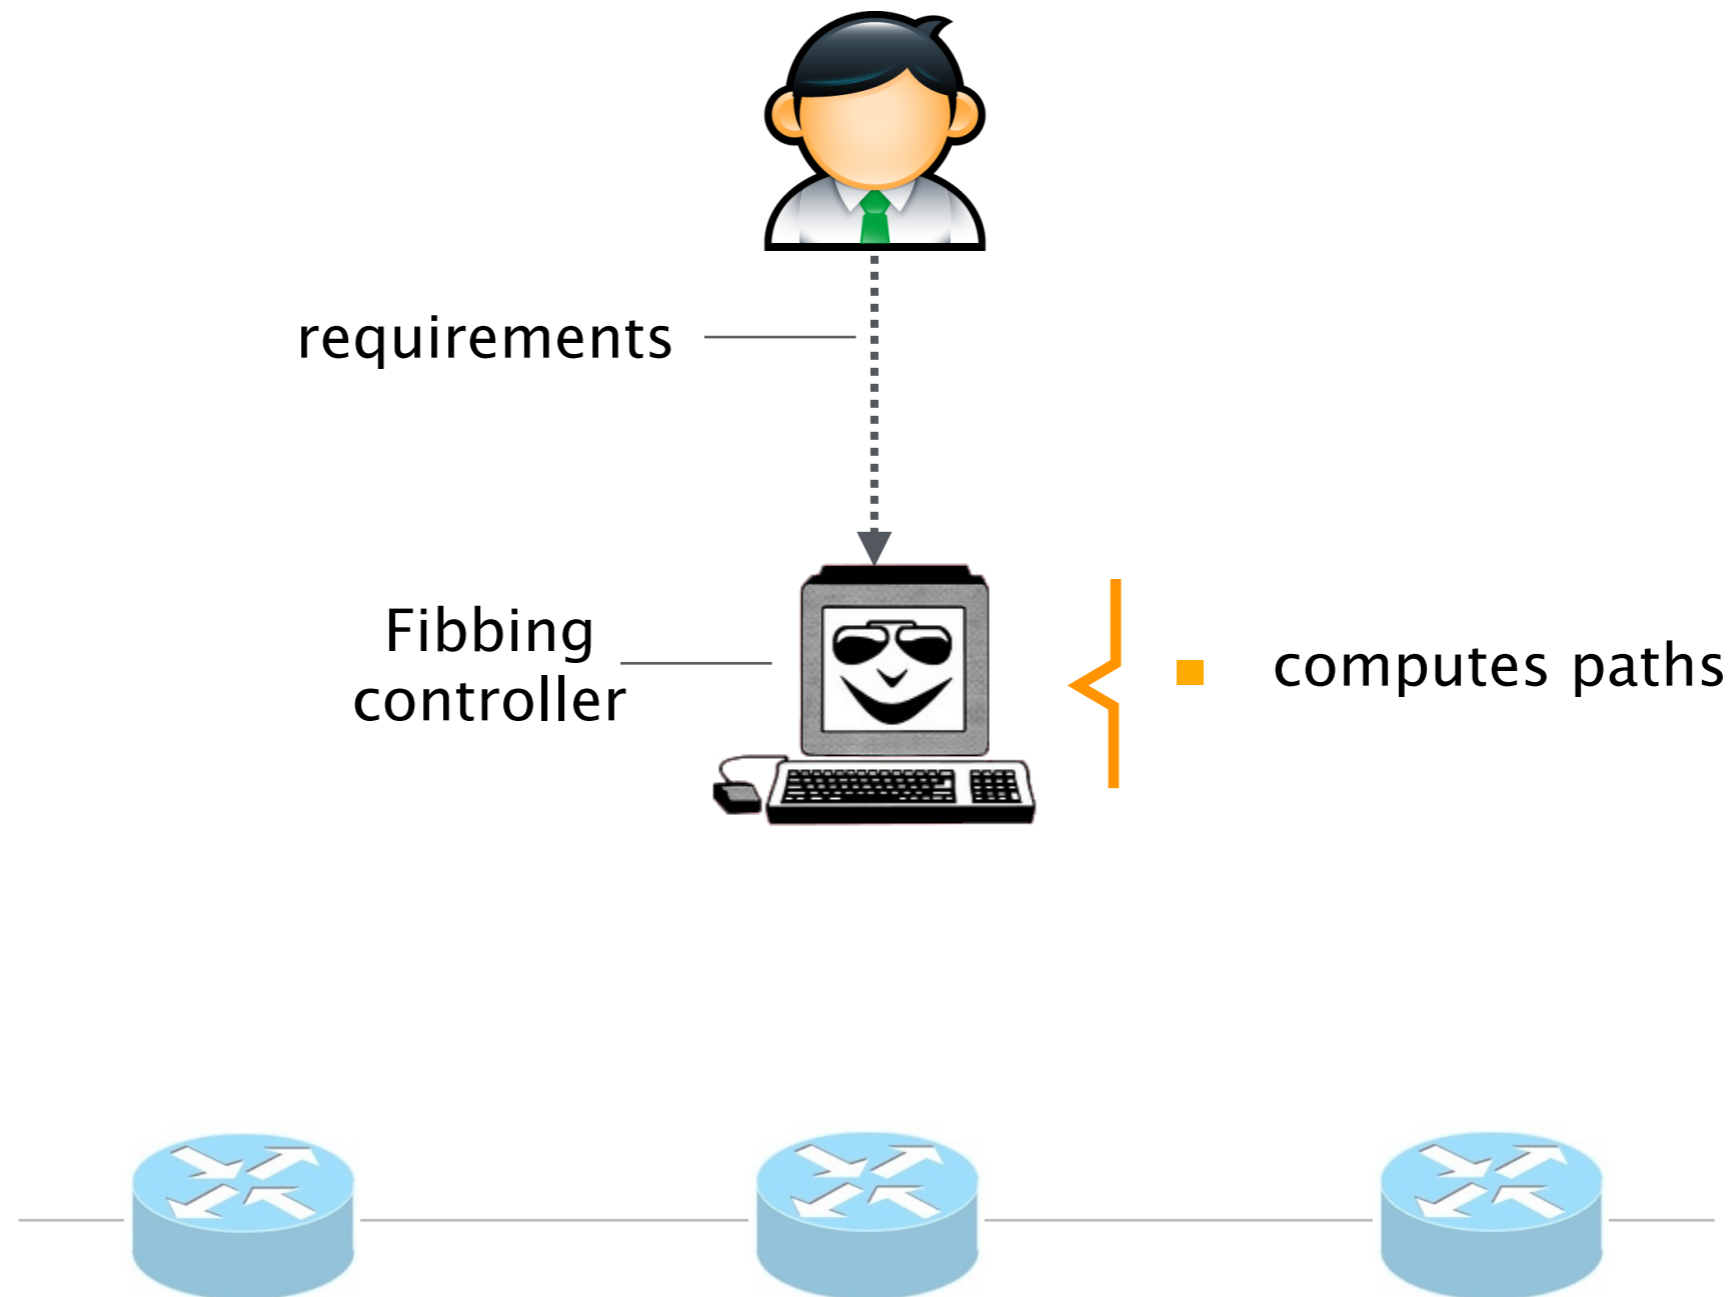 requirements
Fibbing
controller
computes paths